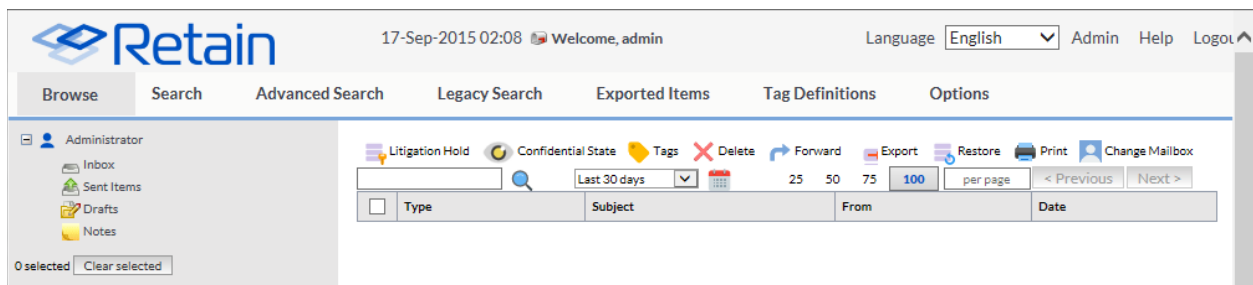 Retain 17-Sep-2015 02:08 Welcome, admin Language English Admin Help Logou
Browse Search Advanced Search Legacy Search Exported Items Tag Definitions Options
Administrator
Inbox
Sent Items
Drafts
Notes
0 selected Clear selected
Litigation Hold Confidential State Tags Delete Forward Export Restore Print Change Mailbox
Last 30 days 25 50 75 100 per page < Previous Next >
Type Subject From Date